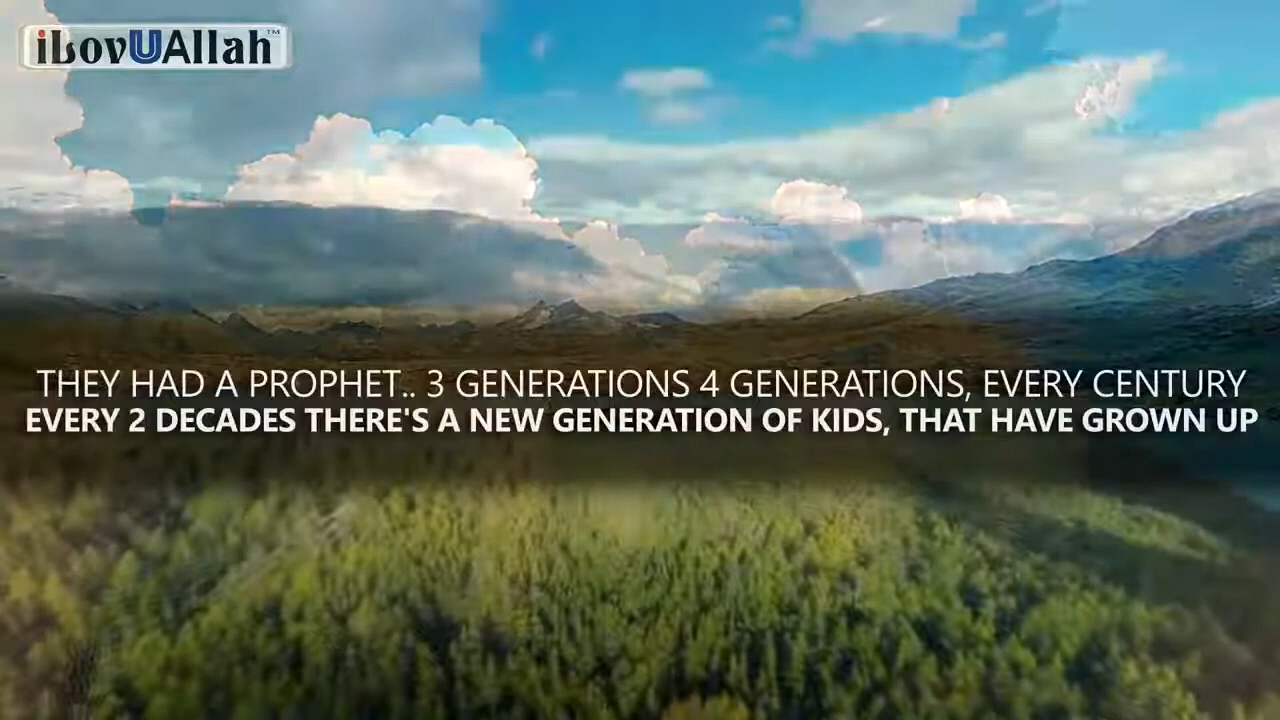 iLovUAllah™
THEY HAD A PROPHET.. 3 GENERATIONS 4 GENERATIONS, EVERY CENTURY
EVERY 2 DECADES THERE'S A NEW GENERATION OF KIDS, THAT HAVE GROWN UP